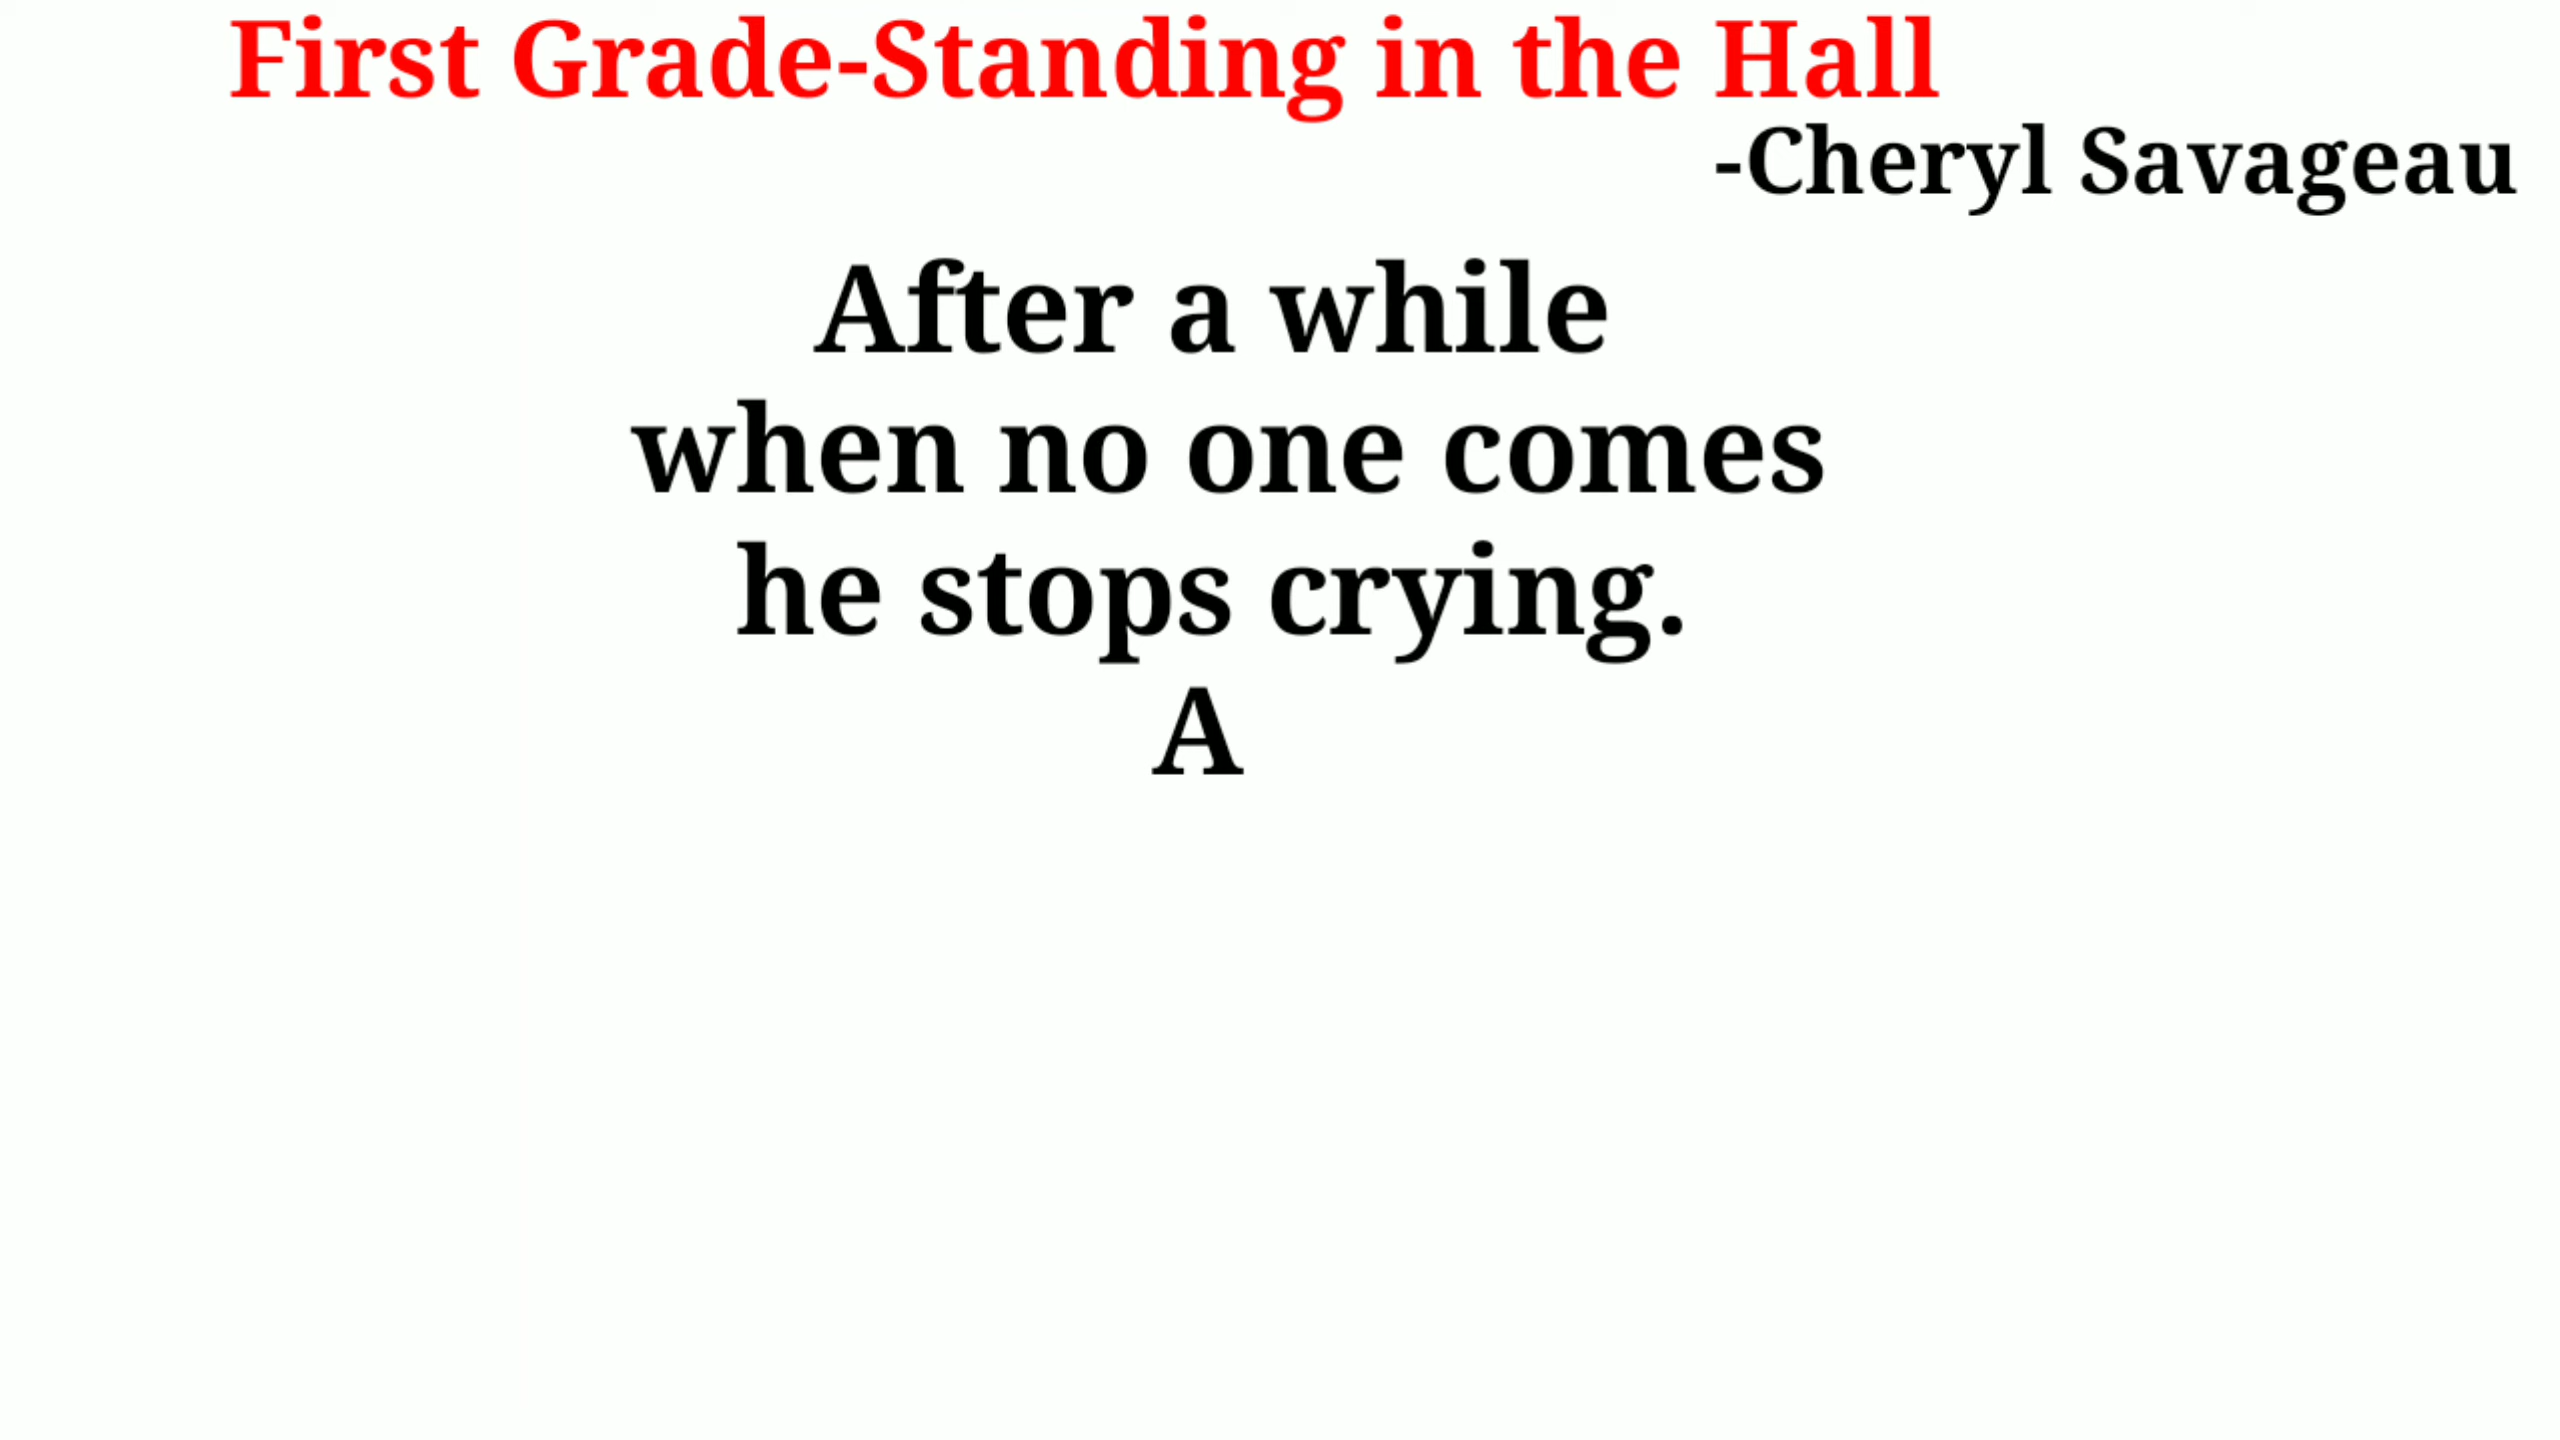 First Grade-Standing in the Hall
-Cheryl Savageau
After a while
when no one comes
he stops crying.
A